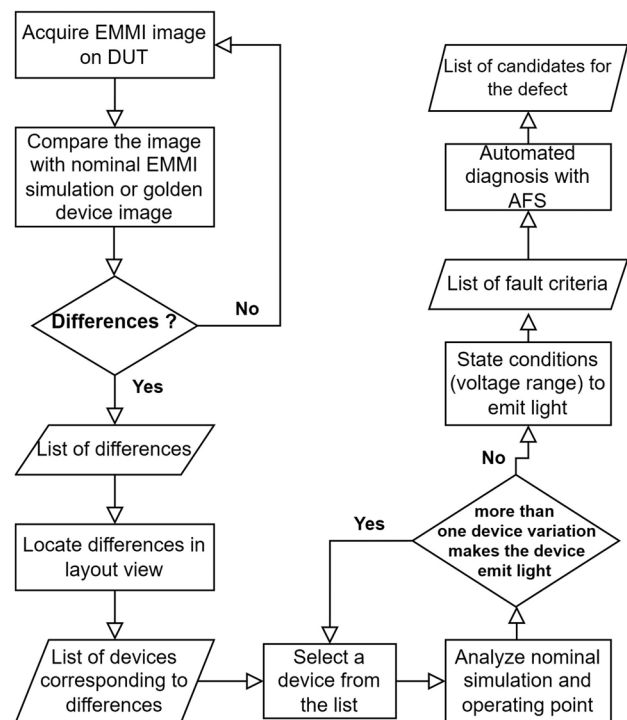 Acquire EMMI image
on DUT
Compare the image
with nominal EMMI
simulation or golden
device image
Differences ?
No
Yes
List of differences
Locate differences in
layout view
List of devices
corresponding to
differences
Select a
device from
the list
Analyze nominal
simulation and
operating point
more than
one device variation
makes the device
emit light
Yes
No
State conditions
(voltage range) to
emit light
List of fault criteria
Automated
diagnosis with
AFS
List of candidates for
the defect